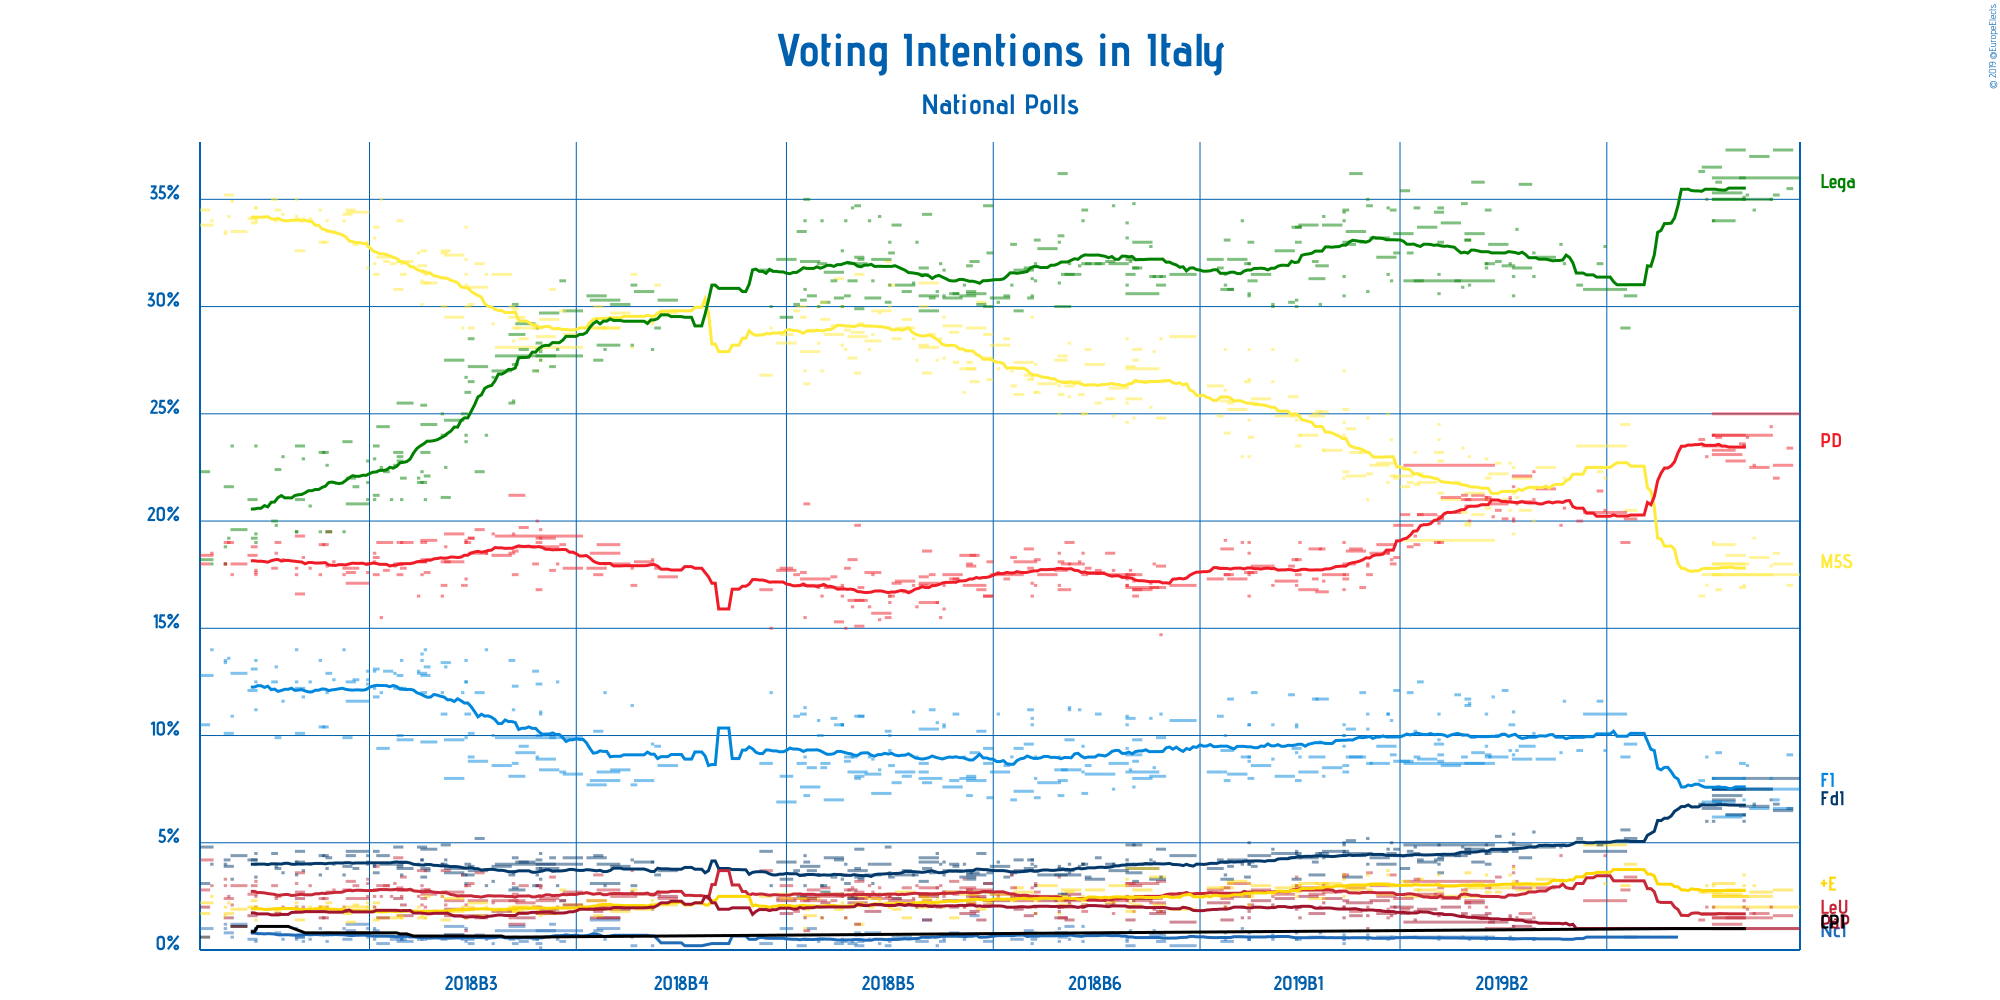 Voting Intentions in Italy
National Polls
© 2019 @EuropeElects
35%
30%
25%
20%
15%
10%
5%
0%
Lega
PD
M5S
FI
FdI
+E
LeU
NcI
2018B3 2018B4 2018B5 2018B6 2019B1 2019B2